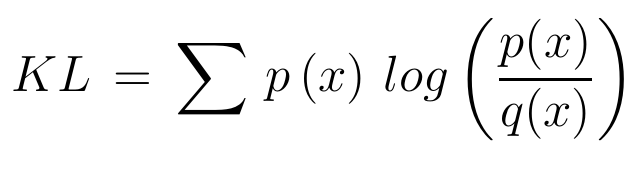 KL = ∑ p(x) log(p(x)/q(x))